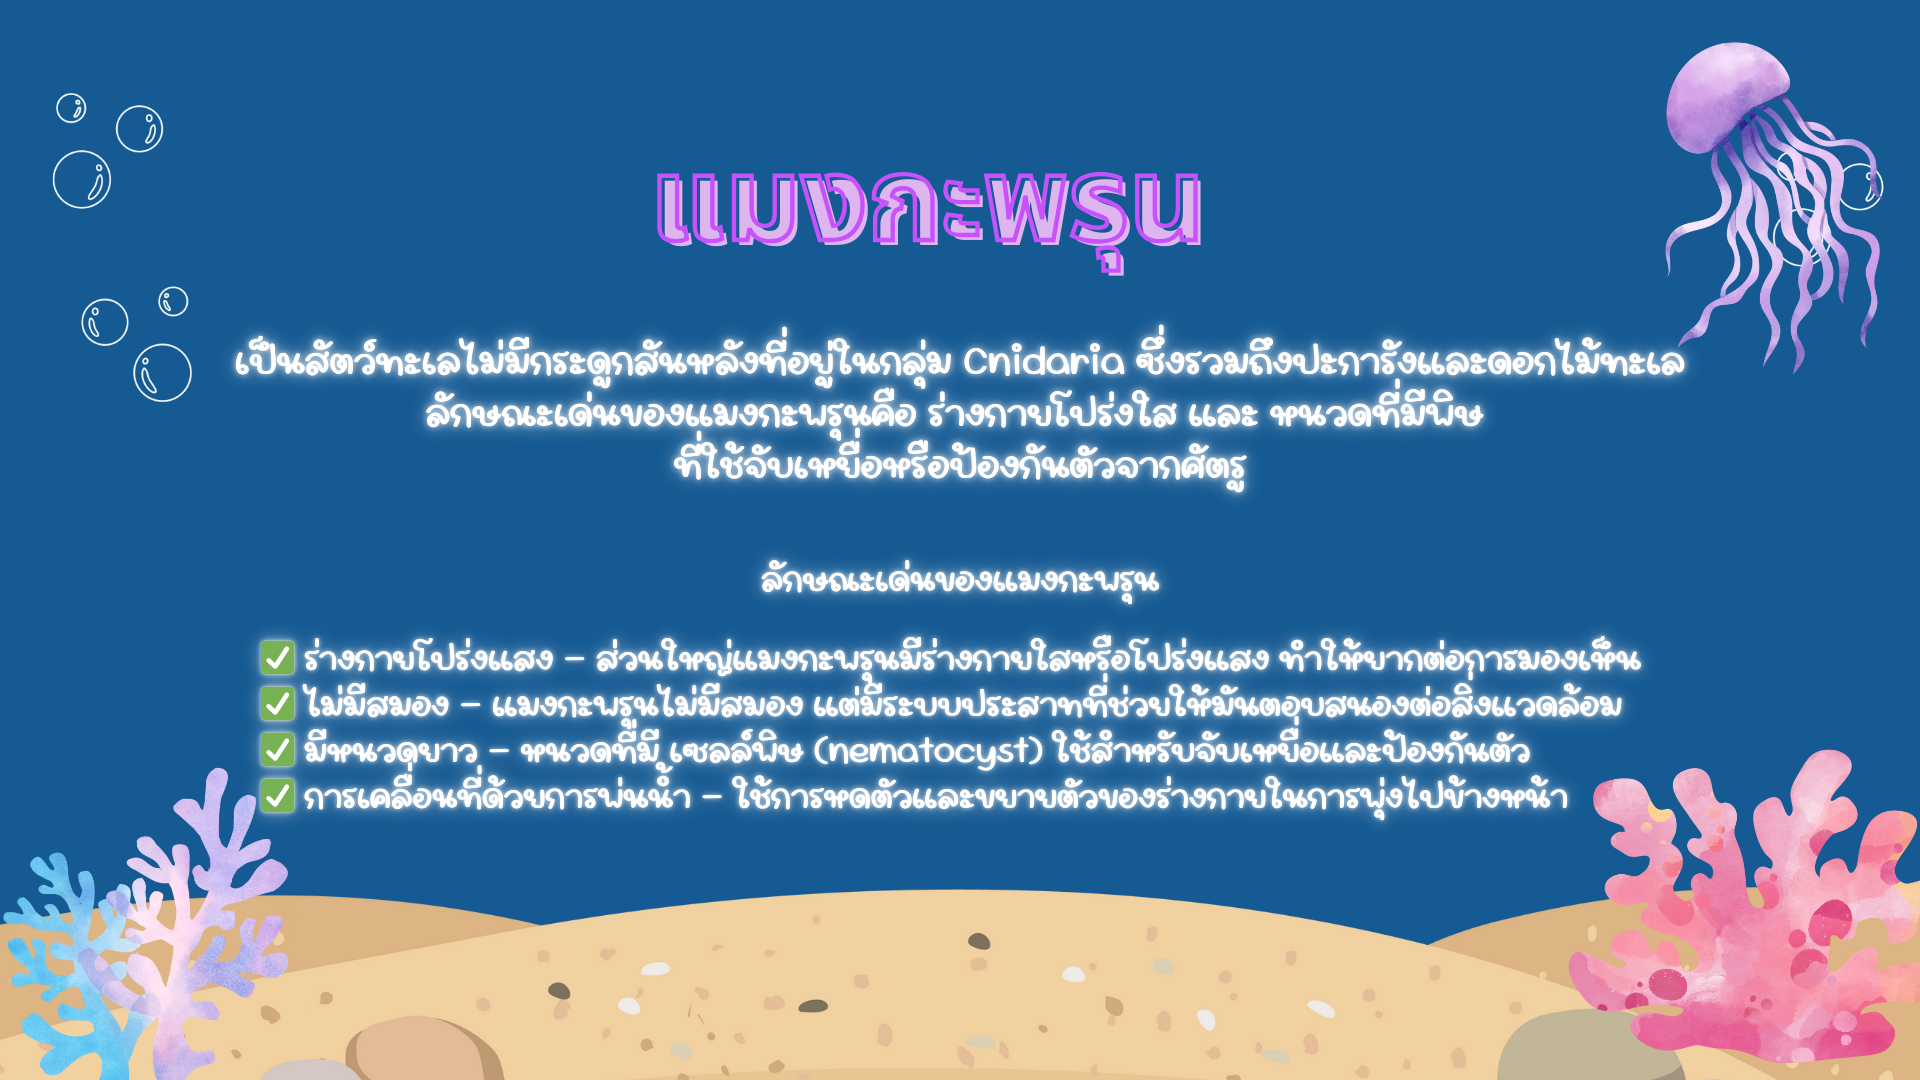 แมงกะพรุน
เป็นสัตว์ทะเลไม่มีกระดูกสันหลังที่อยู่ในกลุ่ม Cnidaria ซึ่งรวมถึงปะการังและดอกไม้ทะเล
ลักษณะเด่นของแมงกะพรุนคือ ร่างกายโปร่งใส และ หนวดที่มีพิษ
ที่ใช้จับเหยื่อหรือป้องกันตัวจากศัตรู
ลักษณะเด่นของแมงกะพรุน
✅ ร่างกายโปร่งแสง – ส่วนใหญ่แมงกะพรุนมีร่างกายใสหรือโปร่งแสง ทำให้ยากต่อการมองเห็น
✅ ไม่มีสมอง – แมงกะพรุนไม่มีสมอง แต่มีระบบประสาทที่ช่วยให้มันตอบสนองต่อสิ่งแวดล้อม
✅ มีหนวดยาว – หนวดที่มี เซลล์พิษ (nematocyst) ใช้สำหรับจับเหยื่อและป้องกันตัว
✅ การเคลื่อนที่ด้วยการพ่นน้ำ – ใช้การหดตัวและขยายตัวของร่างกายในการพุ่งไปข้างหน้า